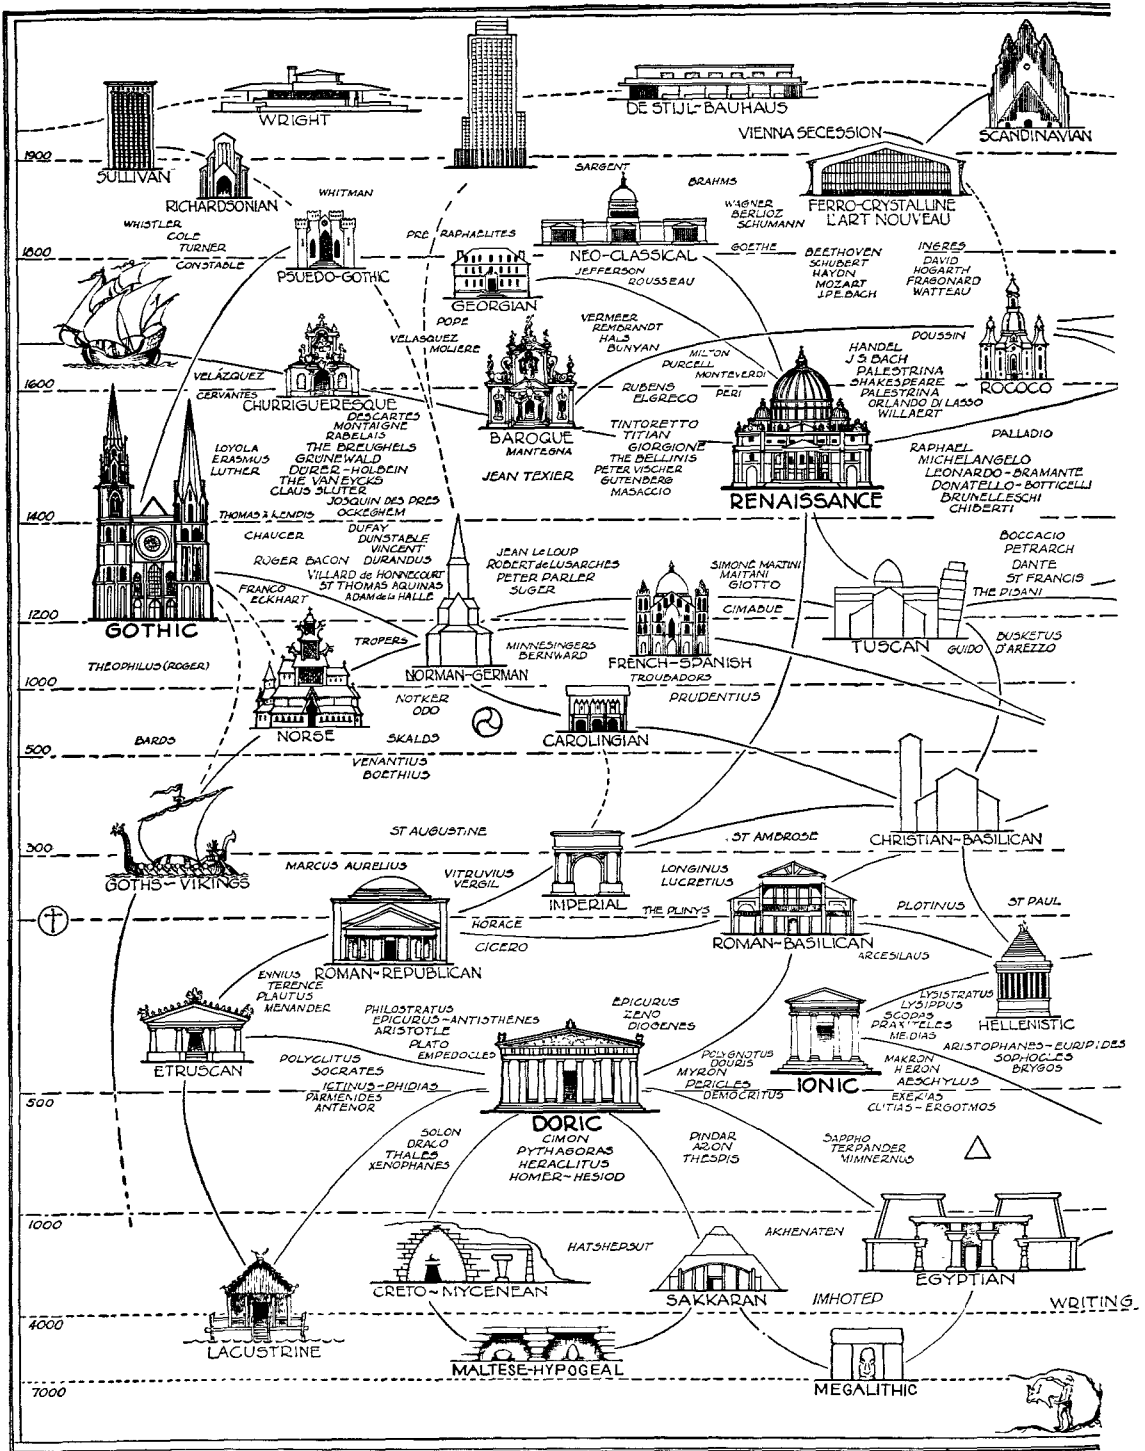 WRIGHT
DE STIJL-BAUHAUS
VIENNA SECESSION
SCANDINAVIAN
1900
SULLIVAN
RICHARDSONIAN
SARGENT
BRAHMS
WHITMAN
WAGNER
BERLIOZ
SCHUMANN
FERRO-CRYSTALLINE
L'ART NOUVEAU
WHISTLER
COLE
TURNER
CONSTABLE
PRE RAPHAELITES
1800
PSUEDO-GOTHIC
NEO-CLASSICAL
GOETHE
JEFFERSON
ROUSSEAU
BEETHOVEN
SCHUBERT
HAYDN
MOZART
J.P.E.BACH
INGRES
DAVID
HOGARTH
FRAGONARD
WATTEAU
GEORGIAN
POPE
VELASQUEZ
MOLIERE
VERMEER
REMBRANDT
HALS
BUNYAN
MILTON
PURCELL
MONTEVERDI
PERI
HANDEL
J S BACH
PALESTRINA
SHAKESPEARE
PALESTRINA
ORLANDO DI LASSO
WILLAERT
POUSSIN
ROCOCO
1600
VELÁZQUEZ
CERVANTES
CHURRIGUERESQUE
RUBENS
ELGRECO
BAROQUE
MANTEGNA
DESCARTES
MONTAIGNE
RABELAIS
THE BREUGHELS
GRUNEWALD
DÜRER-HOLBEIN
THE VAN EYCKS
CLAUS SLUTER
JOSQUIN DES PRES
OCKEGHEM
LOYOLA
ERASMUS
LUTHER
JEAN TEXIER
TINTORETTO
TITIAN
GIORGIONE
THE BELLINIS
PETER VISCHER
GUTENBERG
MASACCIO
RENAISSANCE
PALLADIO
RAPHAEL
MICHELANGELO
LEONARDO-BRAMANTE
DONATELLO-BOTTICELLI
BRUNELLESCHI
CHIBERTI
1400
THOMAS À KENDIS
CHAUCER
DUFAY
DUNSTABLE
VINCENT
DURANDUS
ROGER BACON
VILLARD de HONNECOURT
ST THOMAS AQUINAS
ADAM de la HALLE
FRANCO
ECKHART
JEAN Le LOUP
ROBERT de LUSARCHES
PETER PARLER
SUGER
SIMONE MARTINI
MAITANI
GIOTTO
CIMABUE
BOCCACIO
PETRARCH
DANTE
ST FRANCIS
THE PISANI
1200
GOTHIC
TROPERS
MINNESINGERS
BERNWARD
TUSCAN
GUIDO
BUSKETUS
D'AREZZO
THEOPHILUS (ROGER)
NORMAN-GERMAN
FRENCH-SPANISH
TROUBADORS
1000
NOTKER
ODO
PRUDENTIUS
NORSE
SKALDS
CAROLINGIAN
BARDS
500
VENANTIUS
BOETHIUS
ST AUGUSTINE
ST AMBROSE
CHRISTIAN-BASILICAN
300
GOTHS-VIKINGS
MARCUS AURELIUS
VITRUVIUS
VERGIL
IMPERIAL
LONGINUS
LUCRETIUS
THE PLINYS
PLOTINUS
ST PAUL
HORACE
CICERO
ROMAN-BASILICAN
ARCESILAUS
ROMAN-REPUBLICAN
ENNIUS
TERENCE
PLAUTUS
MENANDER
PHILOSTRATUS
EPICURUS-ANTISTHENES
ARISTOTLE
PLATO
EMPEDOCLES
EPICURUS
ZENO
DIOGENES
LYSISTRATUS
LYSIPPUS
SCOPAS
PRAXITELES
MEDIAS
HELLENISTIC
ARISTOPHANES-EURIPIDES
SOPHOCLES
BRYGOS
ETRUSCAN
POLYCLITUS
SOCRATES
ICTINUS-PHIDIAS
PARMENIDES
ANTENOR
POLYGNOTUS
DOURIS
MYRON
PERICLES
DEMOCRITUS
IONIC
MAKRON
HERON
AESCHYLUS
EXEKIAS
CLITIAS-ERGOTMOS
500
DORIC
SOLON
DRACO
THALES
XENOPHANES
CIMON
PYTHAGORAS
HERACLITUS
HOMER-HESIOD
PINDAR
AZON
THESPIS
SAPPHO
TERPANDER
MIMNERNUS
1000
HATSHEPSUT
AKHENATEN
CRETO-MYCENEAN
SAKKARAN
EGYPTIAN
IMHOTEP
WRITING
4000
LACUSTRINE
MALTESE-HYPOGEAL
MEGALITHIC
7000